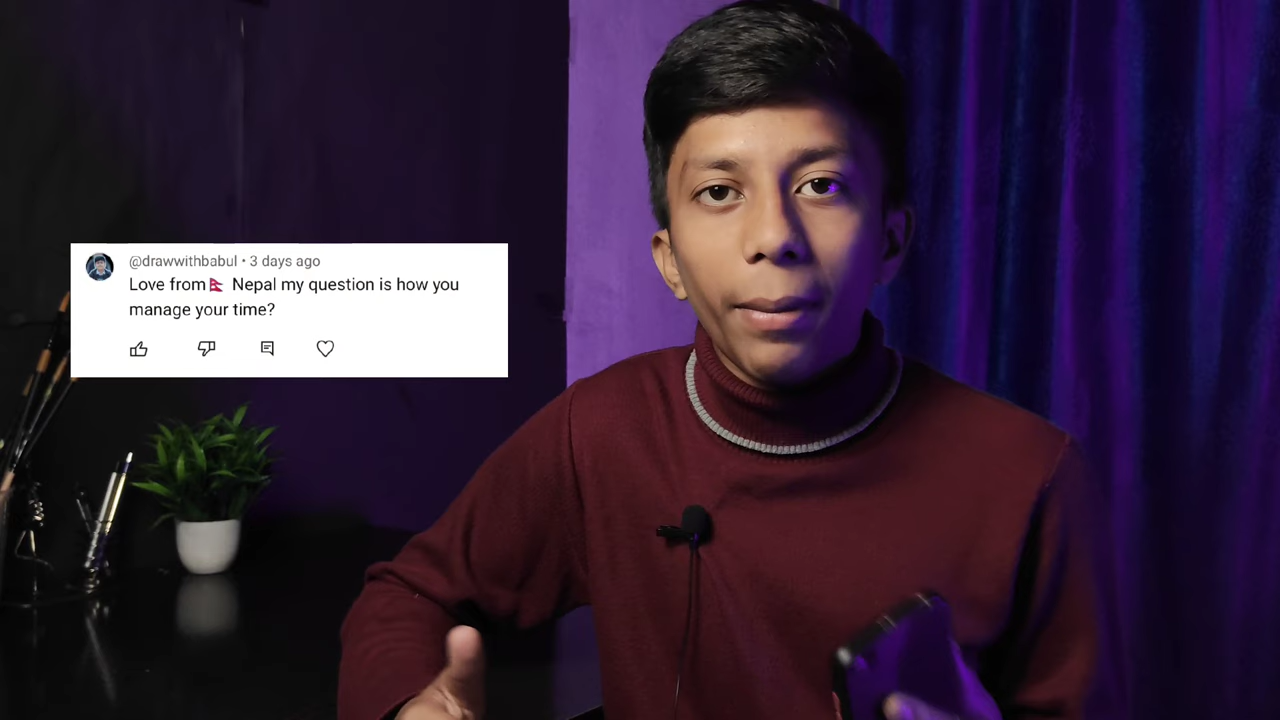 @drawwithbabul • 3 days ago
Love from🇳🇵 Nepal my question is how you
manage your time?